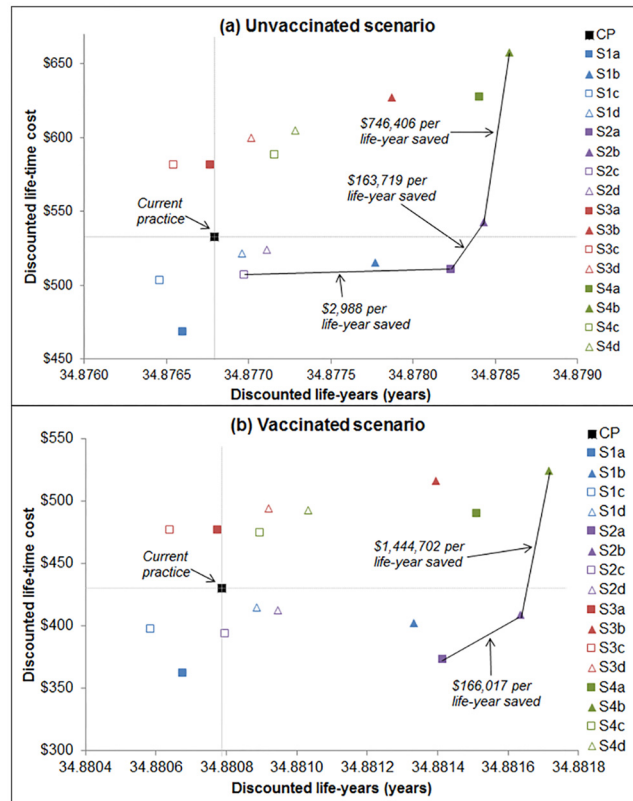 (a) Unvaccinated scenario
Discounted life-time cost
$650
$600
$550
$500
$450
Current
practice
$746,406 per
life-year saved
$163,719 per
life-year saved
$2,988 per
life-year saved
34.8760 34.8765 34.8770 34.8775 34.8780 34.8785 34.8790
Discounted life-years (years)
CP
S1a
S1b
S1c
S1d
S2a
S2b
S2c
S2d
S3a
S3b
S3c
S3d
S4a
S4b
S4c
S4d
(b) Vaccinated scenario
Discounted life-time cost
$550
$500
$450
$400
$350
$300
Current
practice
$1,444,702 per
life-year saved
$166,017 per
life-year saved
34.8804 34.8806 34.8808 34.8810 34.8812 34.8814 34.8816 34.8818
Discounted life-years (years)
CP
S1a
S1b
S1c
S1d
S2a
S2b
S2c
S2d
S3a
S3b
S3c
S3d
S4a
S4b
S4c
S4d